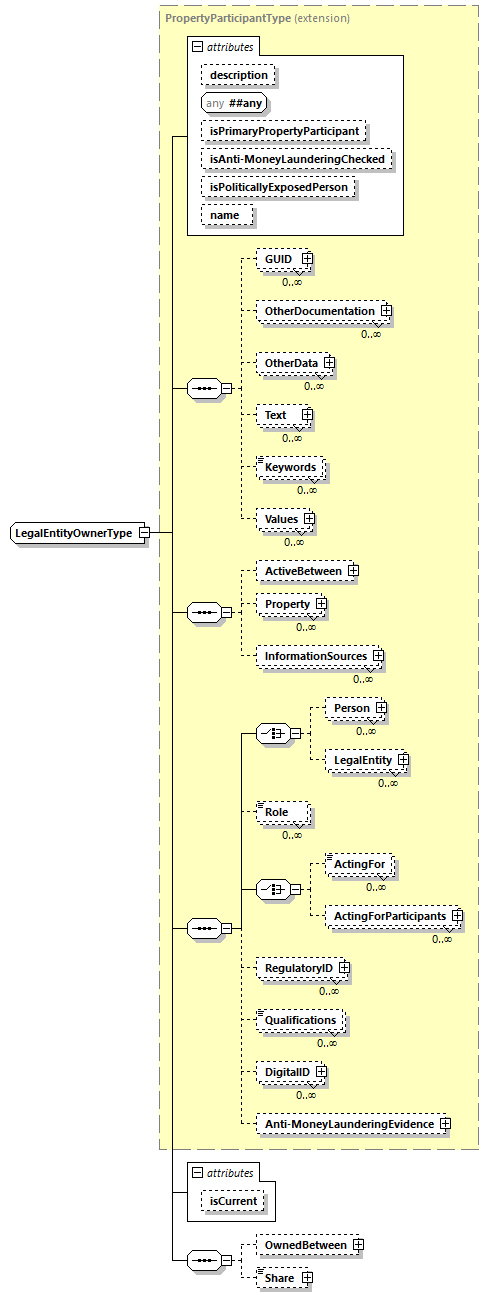 PropertyParticipantType (extension)
attributes
description
any ##any
isPrimaryPropertyParticipant
isAnti-MoneyLaunderingChecked
isPoliticallyExposedPerson
name
GUID
0..∞
OtherDocumentation
0..∞
OtherData
0..∞
Text
0..∞
Keywords
0..∞
Values
0..∞
LegalEntityOwnerType
ActiveBetween
Property
0..∞
InformationSources
0..∞
Person
0..∞
LegalEntity
0..∞
Role
0..∞
ActingFor
0..∞
ActingForParticipants
0..∞
RegulatoryID
0..∞
Qualifications
0..∞
DigitalID
0..∞
Anti-MoneyLaunderingEvidence
attributes
isCurrent
OwnedBetween
Share